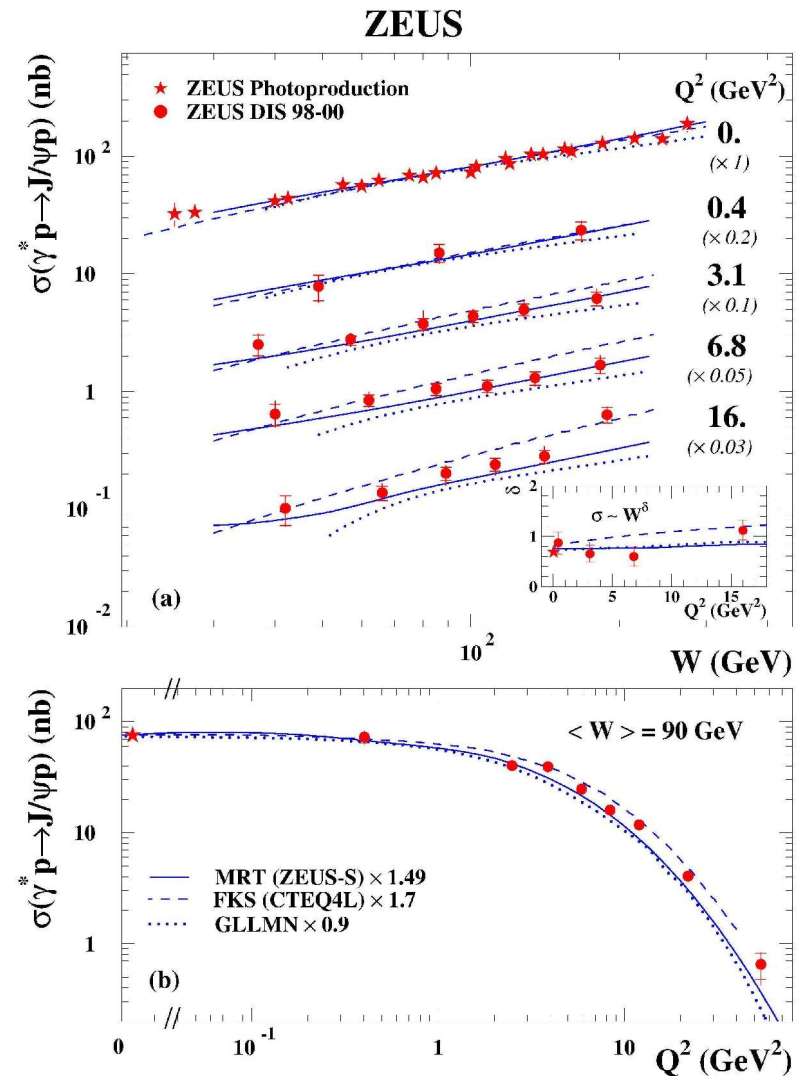 ZEUS
σ(γ* p→J/ψp) (nb)
★ ZEUS Photoproduction
● ZEUS DIS 98-00
Q² (GeV²)
0.
(× 1)
0.4
(× 0.2)
3.1
(× 0.1)
6.8
(× 0.05)
16.
(× 0.03)
10²
10
1
10⁻¹
10⁻²
(a)
δ
2
1
0
σ ~ W^δ
0 5 10 15
Q² (GeV²)
10²
W (GeV)
σ(γ* p→J/ψp) (nb)
10²
10
1
< W > = 90 GeV
MRT (ZEUS-S) × 1.49
FKS (CTEQ4L) × 1.7
GLLMN × 0.9
(b)
0 10⁻¹ 1 10 10²
Q² (GeV²)